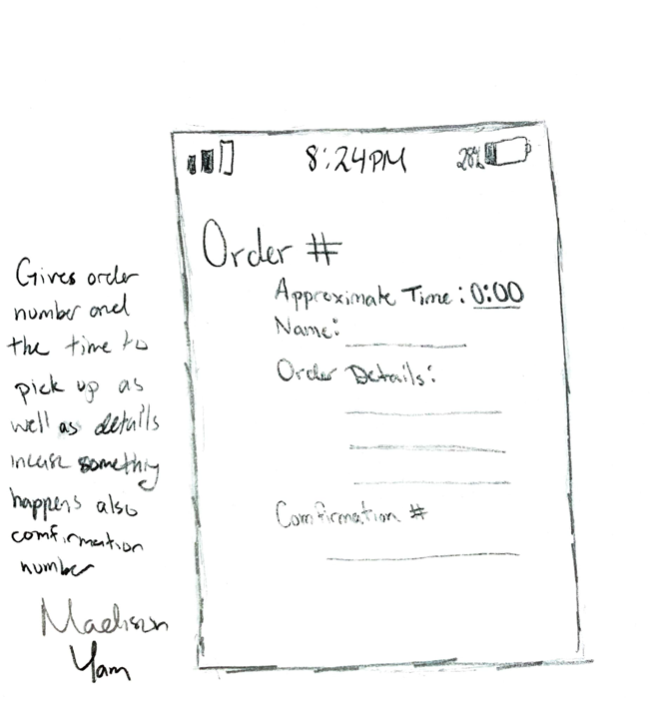 8:24PM
28%
Order #
Approximate Time: 0:00
Name:
Order Details:
Comfirmation #
Gives order
number and
the time to
pick up as
well as details
incase something
happens also
comfirmation
number
Madison
Yam